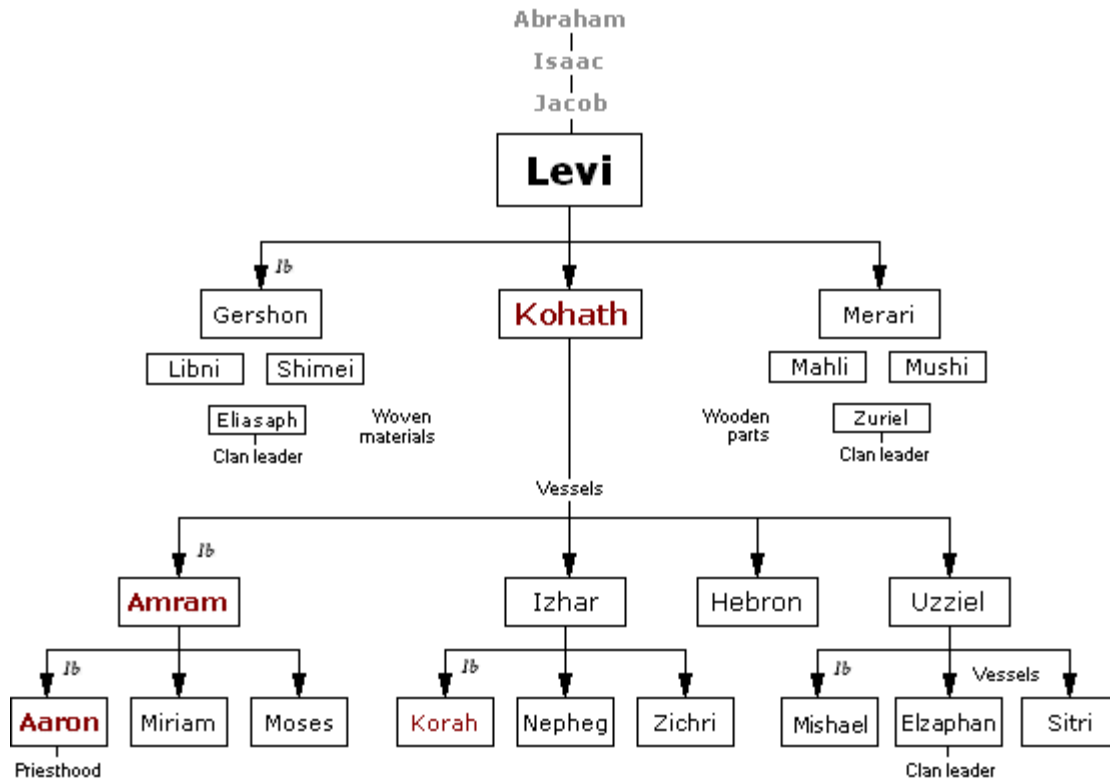 Abraham
Isaac
Jacob
Levi
Ib
Gershon
Kohath
Merari
Libni
Shimei
Mahli
Mushi
Eliasaph
Woven
materials
Wooden
parts
Zuriel
Clan leader
Clan leader
Vessels
Ib
Amram
Izhar
Hebron
Uzziel
Ib
Ib
Ib
Vessels
Aaron
Miriam
Moses
Korah
Nepheg
Zichri
Mishael
Elzaphan
Sitri
Priesthood
Clan leader